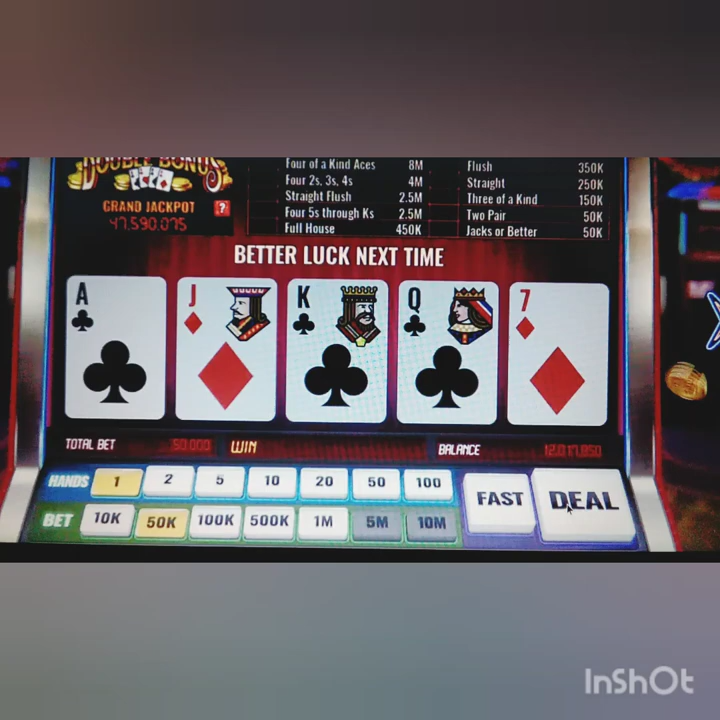 DOUBLE BONUS
GRAND JACKPOT ?
47,590,075
Four of a Kind Aces 8M
Four 2s, 3s, 4s 4M
Straight Flush 2.5M
Four 5s through Ks 2.5M
Full House 450K
Flush 350K
Straight 250K
Three of a Kind 150K
Two Pair 50K
Jacks or Better 50K
BETTER LUCK NEXT TIME
A J K Q 7
TOTAL BET 50,000 WIN BALANCE 12,017,950
HANDS 1 2 5 10 20 50 100
BET 10K 50K 100K 500K 1M 5M 10M
FAST DEAL
InShOt